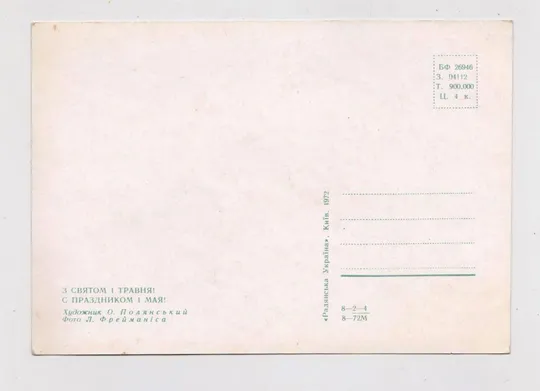 БФ 26946
З. 94112
Т. 900.000
Ц. 4 к.
«Радянська Україна», Київ. 1972
З СВЯТОМ 1 ТРАВНЯ!
С ПРАЗДНИКОМ 1 МАЯ!
Художник О. Полянський
Фото Л. Фрейманіса
8—2—4
8—72М